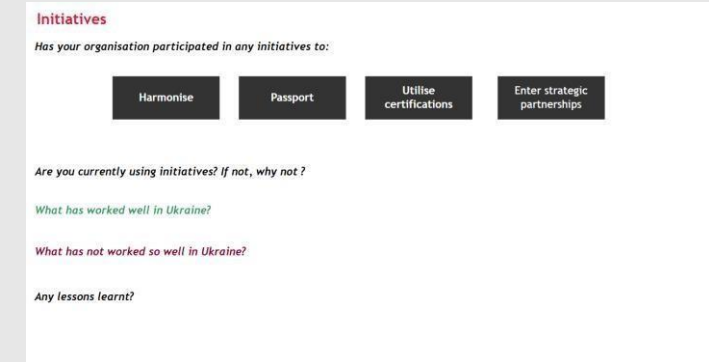 Initiatives
Has your organisation participated in any initiatives to:
Harmonise
Passport
Utilise
certifications
Enter strategic
partnerships
Are you currently using initiatives? If not, why not ?
What has worked well in Ukraine?
What has not worked so well in Ukraine?
Any lessons learnt?